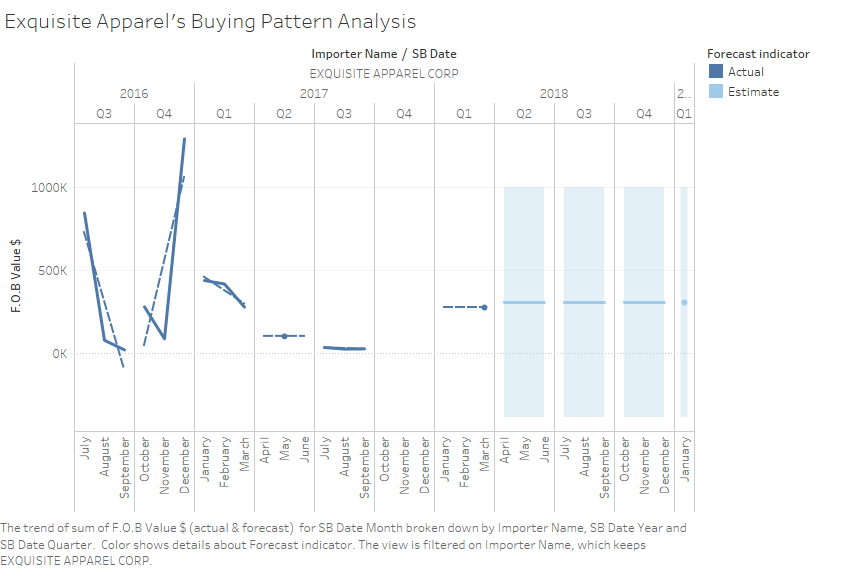 Exquisite Apparel's Buying Pattern Analysis
Importer Name / SB Date
EXQUISITE APPAREL CORP
2016 2017 2018 2..
Q3 Q4 Q1 Q2 Q3 Q4 Q1 Q2 Q3 Q4 Q1
Forecast indicator
Actual
Estimate
F.O.B Value $
1000K
500K
0K
July
August
September
October
November
December
January
February
March
April
May
June
July
August
September
October
November
December
January
February
March
April
May
June
July
August
September
October
November
December
January
The trend of sum of F.O.B Value $ (actual & forecast) for SB Date Month broken down by Importer Name, SB Date Year and
SB Date Quarter. Color shows details about Forecast indicator. The view is filtered on Importer Name, which keeps
EXQUISITE APPAREL CORP.